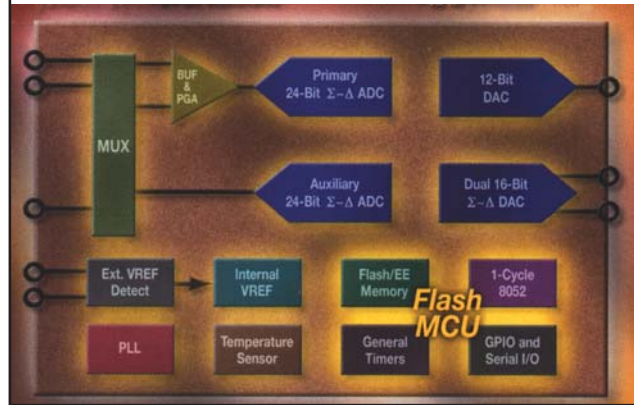 BUF
&
PGA
Primary
24-Bit Σ–Δ ADC
12-Bit
DAC
MUX
Auxiliary
24-Bit Σ–Δ ADC
Dual 16-Bit
Σ–Δ DAC
Ext. VREF
Detect
Internal
VREF
Flash/EE
Memory
1-Cycle
8052
Flash
MCU
PLL
Temperature
Sensor
General
Timers
GPIO and
Serial I/O